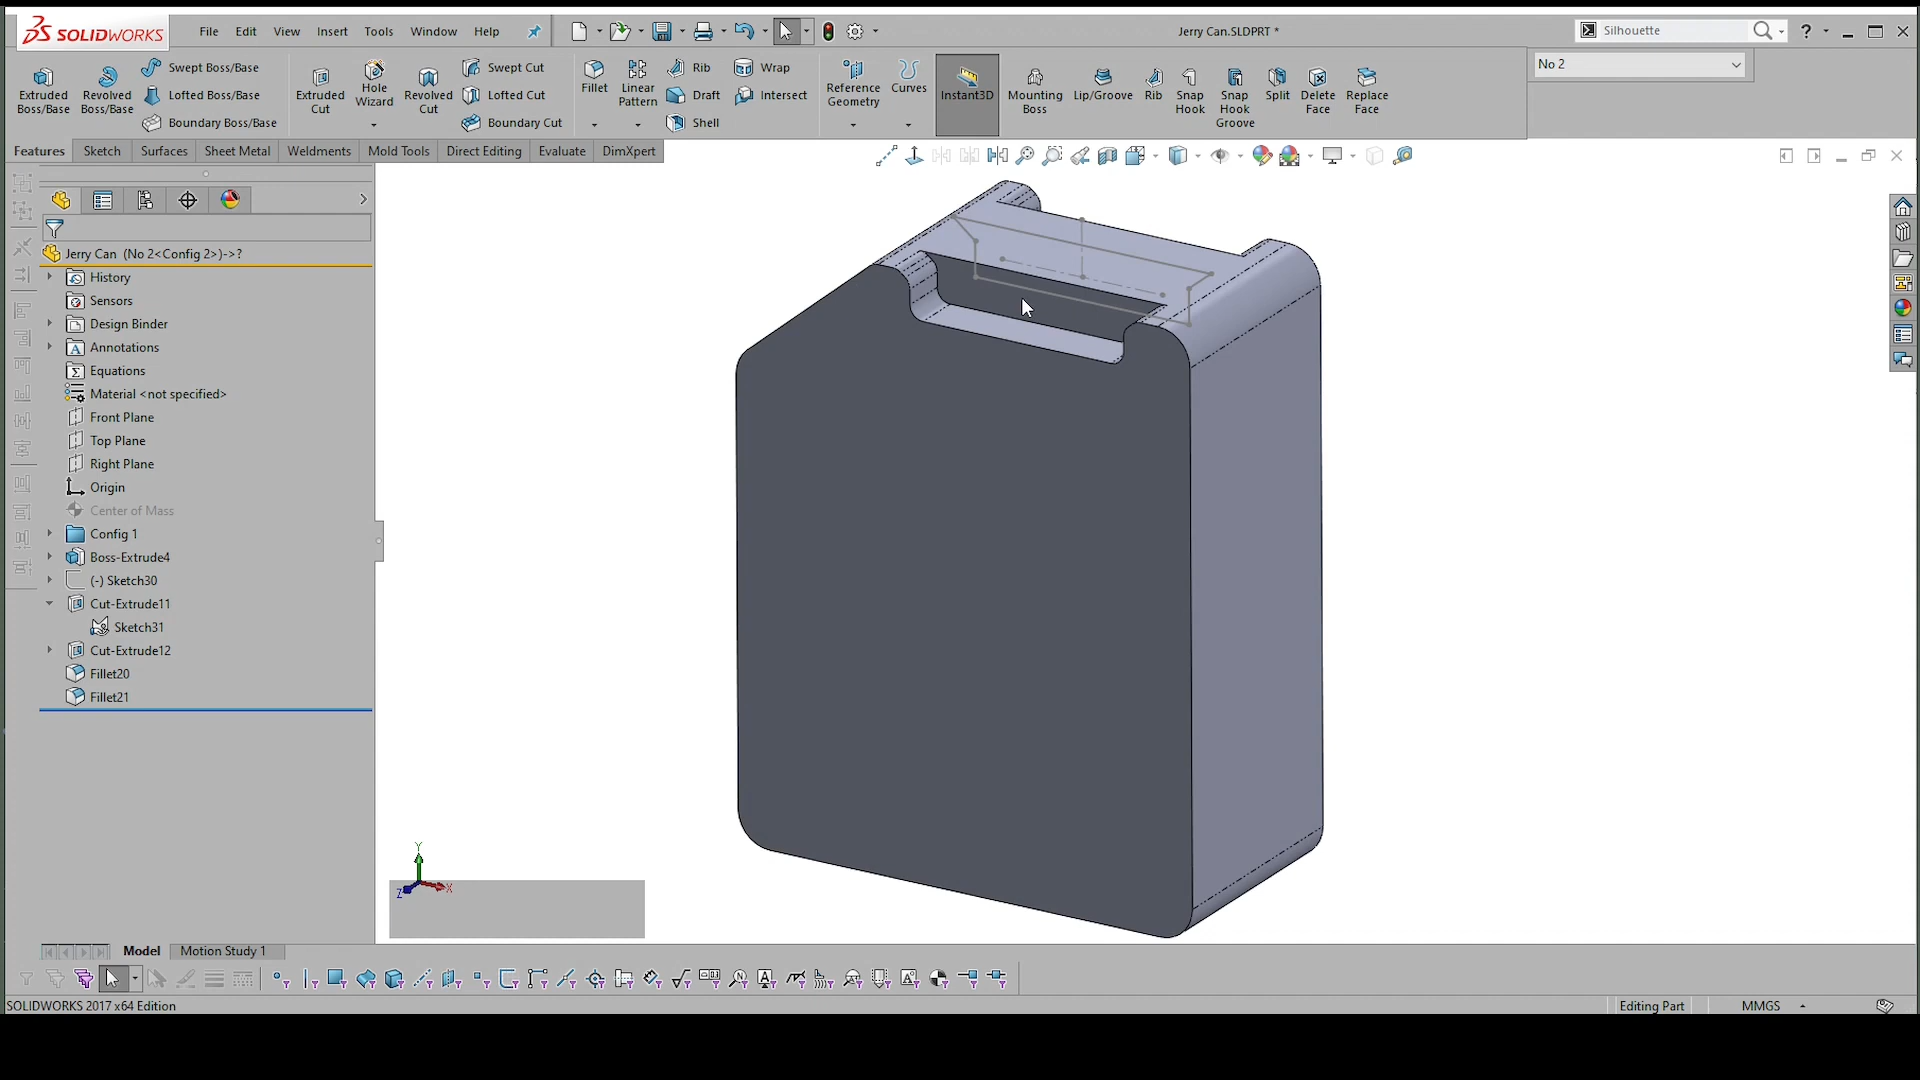 SOLIDWORKS File Edit View Insert Tools Window Help Jerry Can.SLDPRT * Silhouette ?
No 2
Extruded Boss/Base
Revolved Boss/Base
Swept Boss/Base
Lofted Boss/Base
Boundary Boss/Base
Extruded Cut
Hole Wizard
Revolved Cut
Swept Cut
Lofted Cut
Boundary Cut
Fillet
Linear Pattern
Rib
Draft
Shell
Wrap
Intersect
Reference Geometry
Curves
Instant3D
Mounting Boss
Lip/Groove
Rib
Snap Hook
Snap Hook Groove
Split
Delete Face
Replace Face
Features Sketch Surfaces Sheet Metal Weldments Mold Tools Direct Editing Evaluate DimXpert
Jerry Can (No 2<Config 2>)->?
History
Sensors
Design Binder
Annotations
Equations
Material <not specified>
Front Plane
Top Plane
Right Plane
Origin
Center of Mass
Config 1
Boss-Extrude4
(-) Sketch30
Cut-Extrude11
Sketch31
Cut-Extrude12
Fillet20
Fillet21
Y
Z X
Model Motion Study 1
SOLIDWORKS 2017 x64 Edition Editing Part MMGS